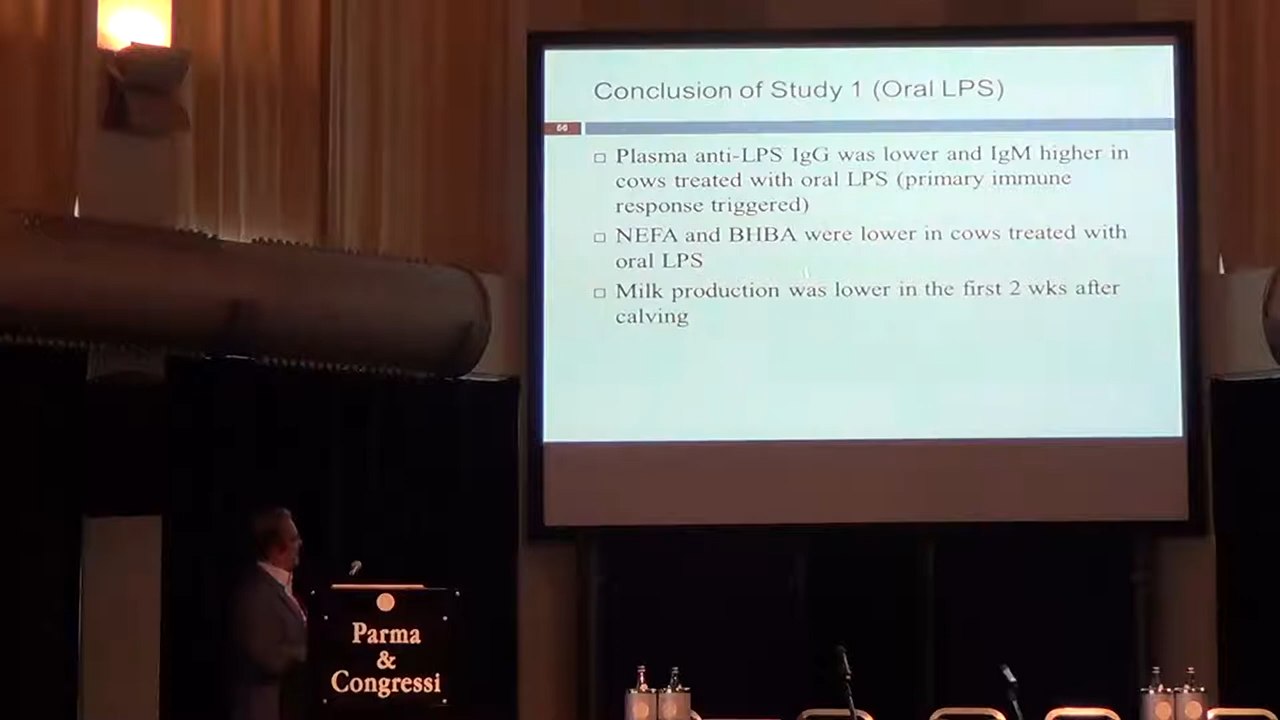 Conclusion of Study 1 (Oral LPS)
66
□ Plasma anti-LPS IgG was lower and IgM higher in
cows treated with oral LPS (primary immune
response triggered)
□ NEFA and BHBA were lower in cows treated with
oral LPS
□ Milk production was lower in the first 2 wks after
calving
Parma
&
Congressi